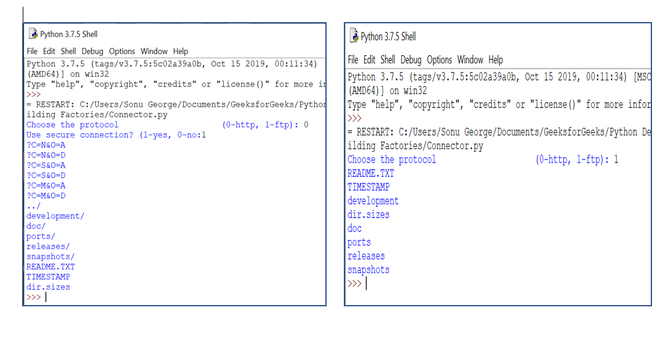 Python 3.7.5 Shell
File Edit Shell Debug Options Window Help
Python 3.7.5 (tags/v3.7.5:5c02a39a0b, Oct 15 2019, 00:11:34)
(AMD64)] on win32
Type "help", "copyright", "credits" or "license()" for more i
>>>
= RESTART: C:/Users/Sonu George/Documents/GeeksforGeeks/Python
ilding Factories/Connector.py
Choose the protocol (0-http, 1-ftp): 0
Use secure connection? (1-yes, 0-no:1
?C=N&O=A
?C=N&O=D
?C=S&O=A
?C=S&O=D
?C=M&O=A
?C=M&O=D
../
development/
doc/
ports/
releases/
snapshots/
README.TXT
TIMESTAMP
dir.sizes
>>>
Python 3.7.5 Shell
File Edit Shell Debug Options Window Help
Python 3.7.5 (tags/v3.7.5:5c02a39a0b, Oct 15 2019, 00:11:34) [MSC
(AMD64)] on win32
Type "help", "copyright", "credits" or "license()" for more infor
>>>
= RESTART: C:/Users/Sonu George/Documents/GeeksforGeeks/Python De
ilding Factories/Connector.py
Choose the protocol (0-http, 1-ftp): 1
README.TXT
TIMESTAMP
development
dir.sizes
doc
ports
releases
snapshots
>>>